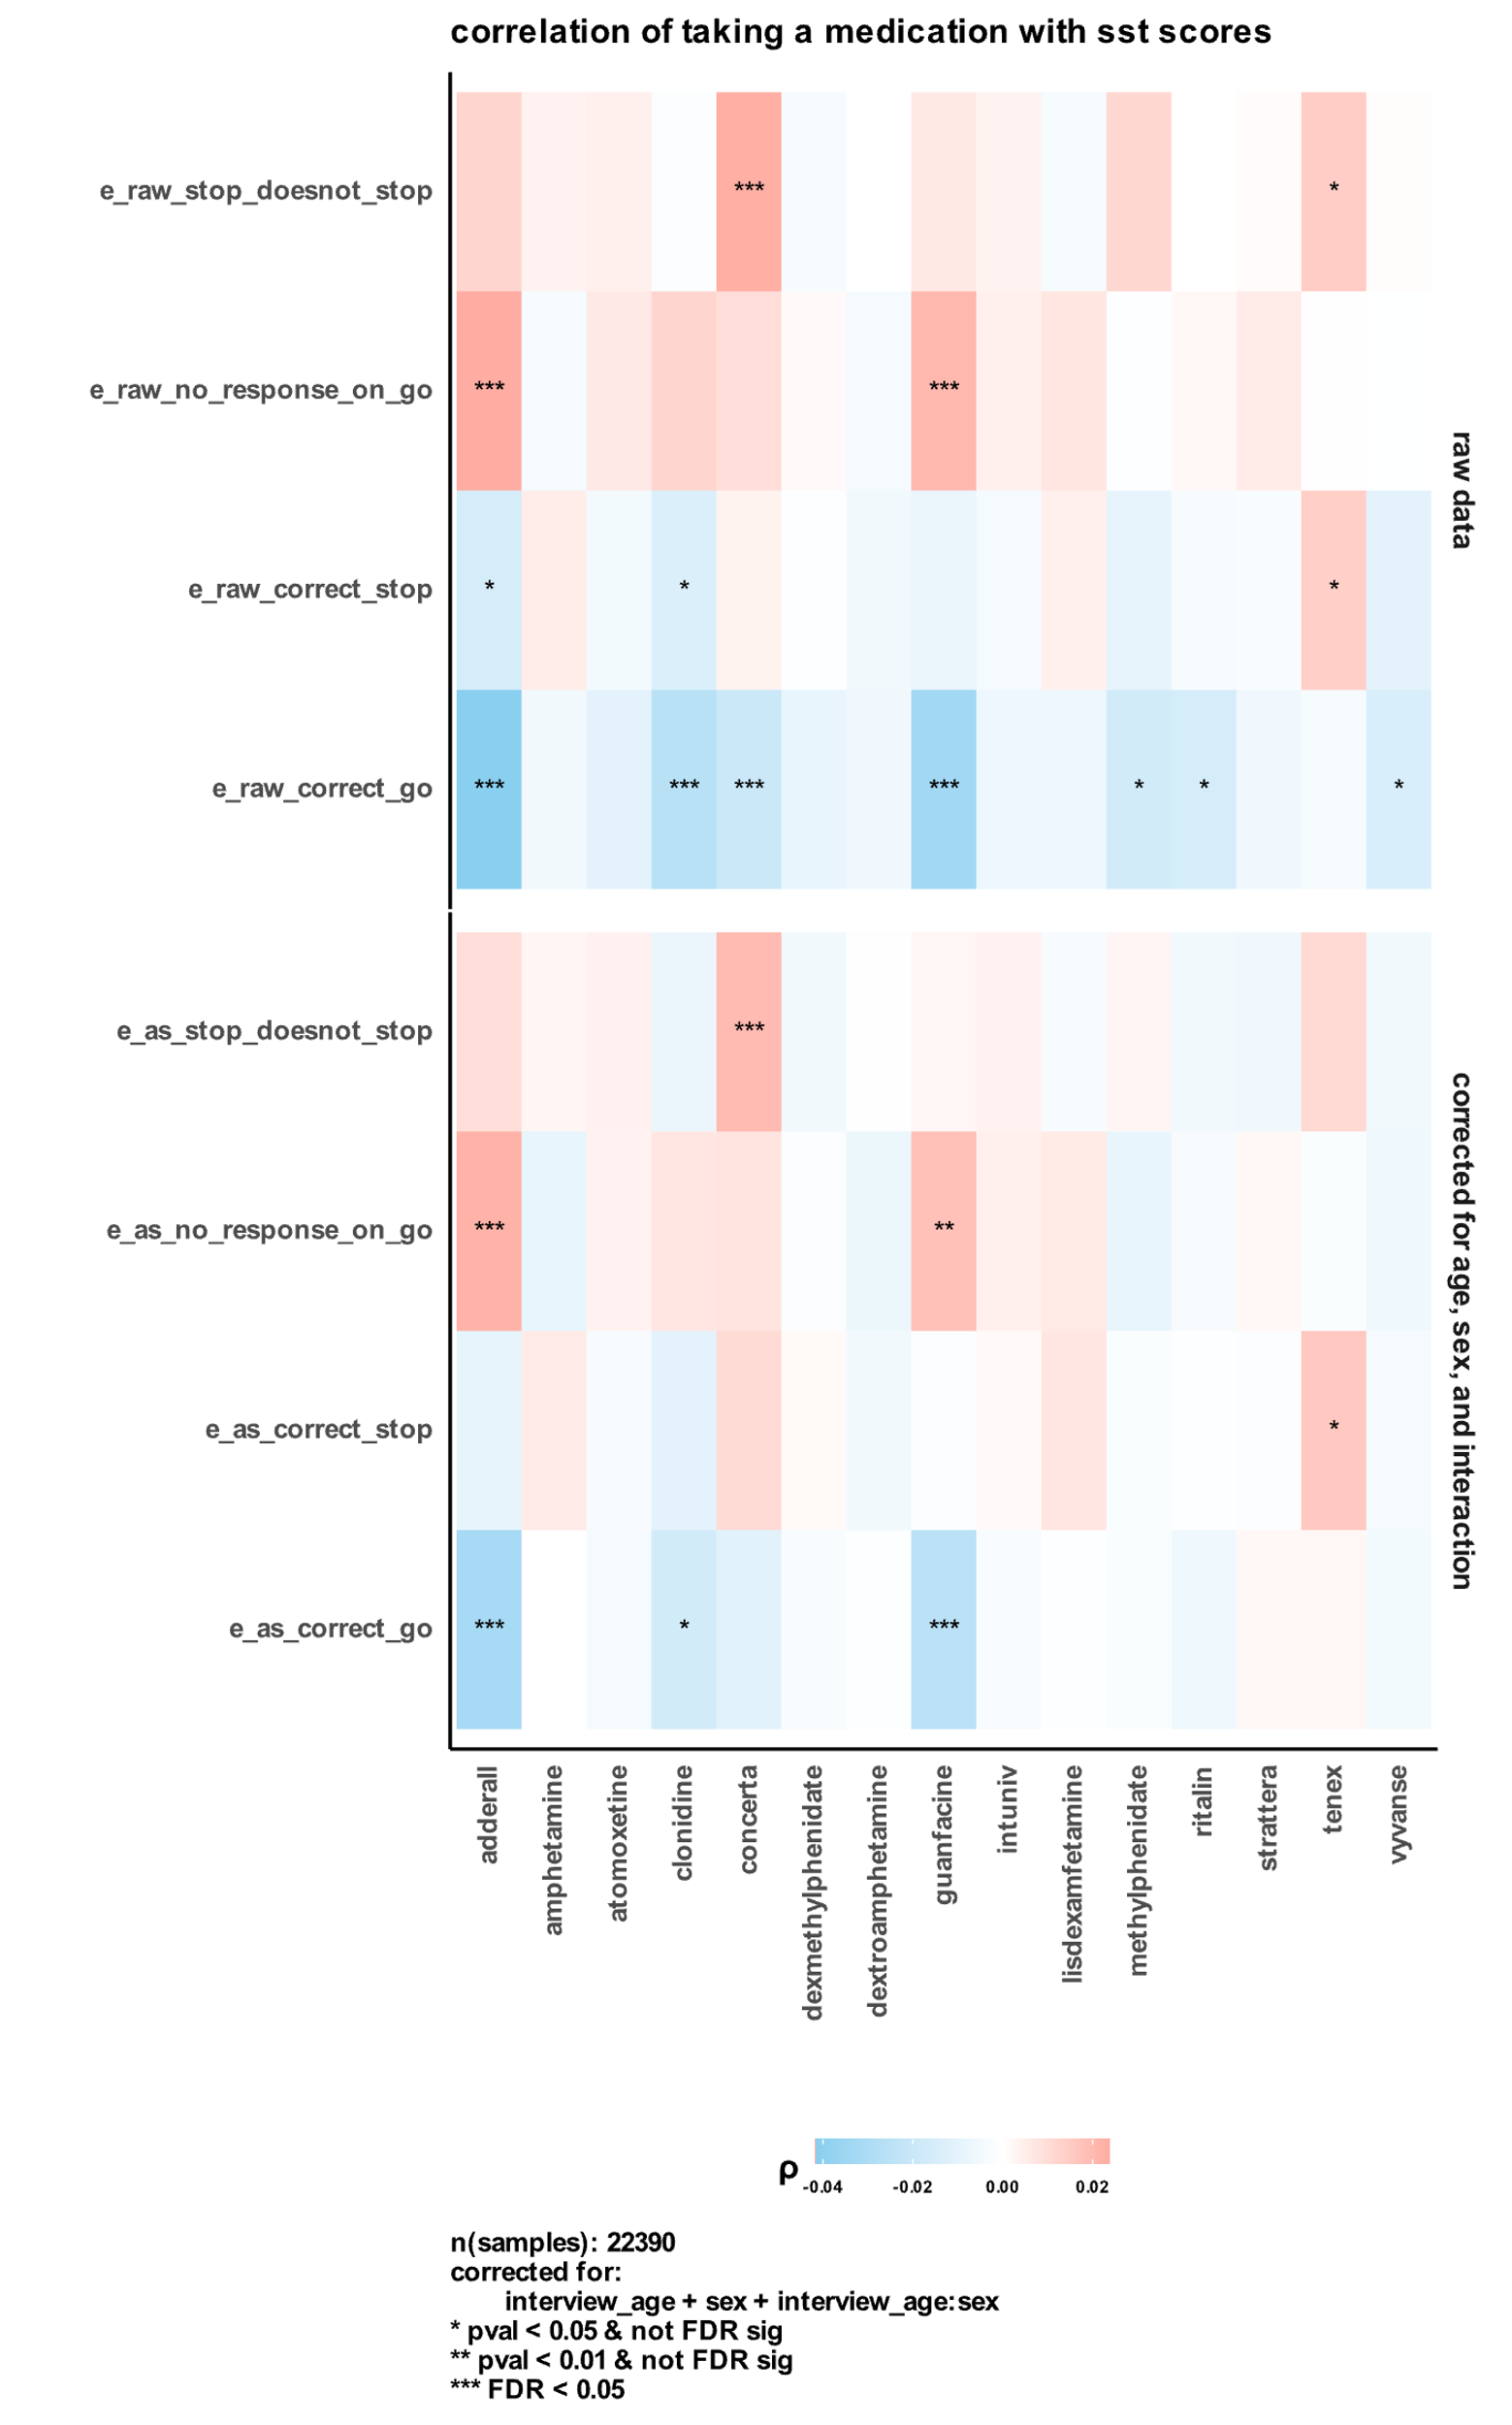 correlation of taking a medication with sst scores
e_raw_stop_doesnot_stop
*** *
e_raw_no_response_on_go
*** ***
e_raw_correct_stop
* * *
e_raw_correct_go
*** *** *** *** * * *
raw data
e_as_stop_doesnot_stop
***
e_as_no_response_on_go
*** **
e_as_correct_stop
*
e_as_correct_go
*** * ***
corrected for age, sex, and interaction
adderall
amphetamine
atomoxetine
clonidine
concerta
dexmethylphenidate
dextroamphetamine
guanfacine
intuniv
lisdexamfetamine
methylphenidate
ritalin
strattera
tenex
vyvanse
ρ
-0.04 -0.02 0.00 0.02
n(samples): 22390
corrected for:
interview_age + sex + interview_age:sex
* pval < 0.05 & not FDR sig
** pval < 0.01 & not FDR sig
*** FDR < 0.05